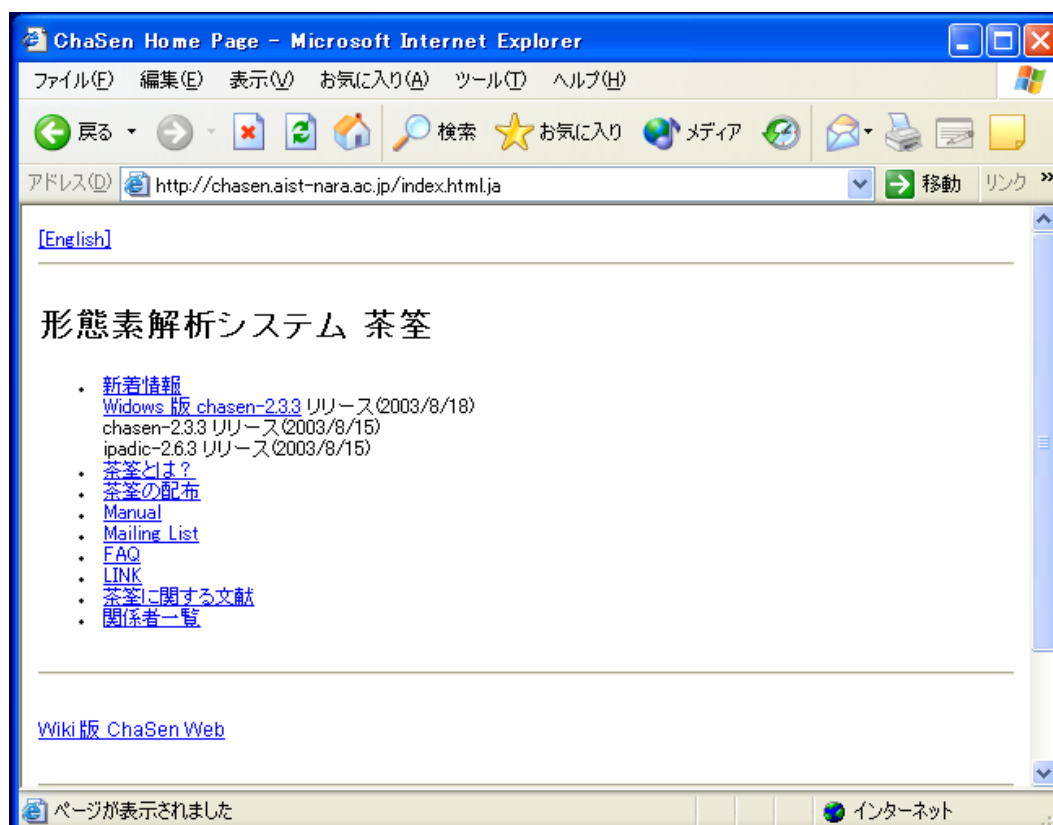 ChaSen Home Page - Microsoft Internet Explorer
ファイル(F) 編集(E) 表示(V) お気に入り(A) ツール(T) ヘルプ(H)
戻る 検索 お気に入り メディア
アドレス(D) http://chasen.aist-nara.ac.jp/index.html.ja 移動 リンク »
[English]
形態素解析システム 茶筌
• 新着情報
Widows 版 chasen-2.3.3 リリース(2003/8/18)
chasen-2.3.3 リリース(2003/8/15)
ipadic-2.6.3 リリース(2003/8/15)
• 茶筌とは?
• 茶筌の配布
• Manual
• Mailing List
• FAQ
• LINK
• 茶筌に関する文献
• 関係者一覧
Wiki版 ChaSen Web
ページが表示されました インターネット